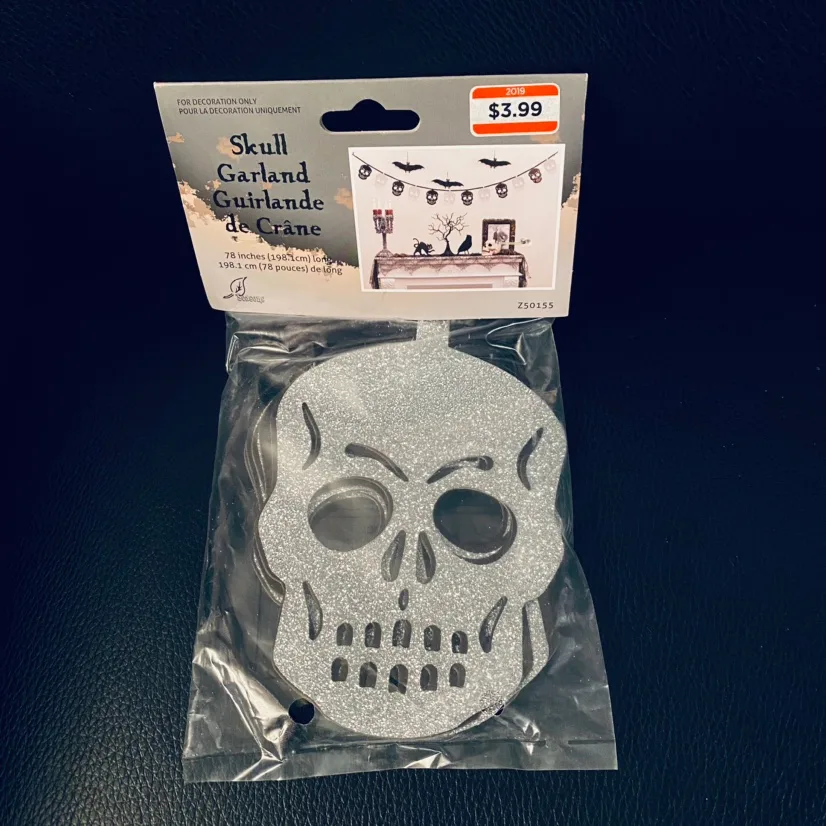 FOR DECORATION ONLY
POUR LA DECORATION UNIQUEMENT
2019
$3.99
Skull
Garland
Guirlande
de Crâne
78 inches (198.1cm) long
198.1 cm (78 pouces) de long
Z50155